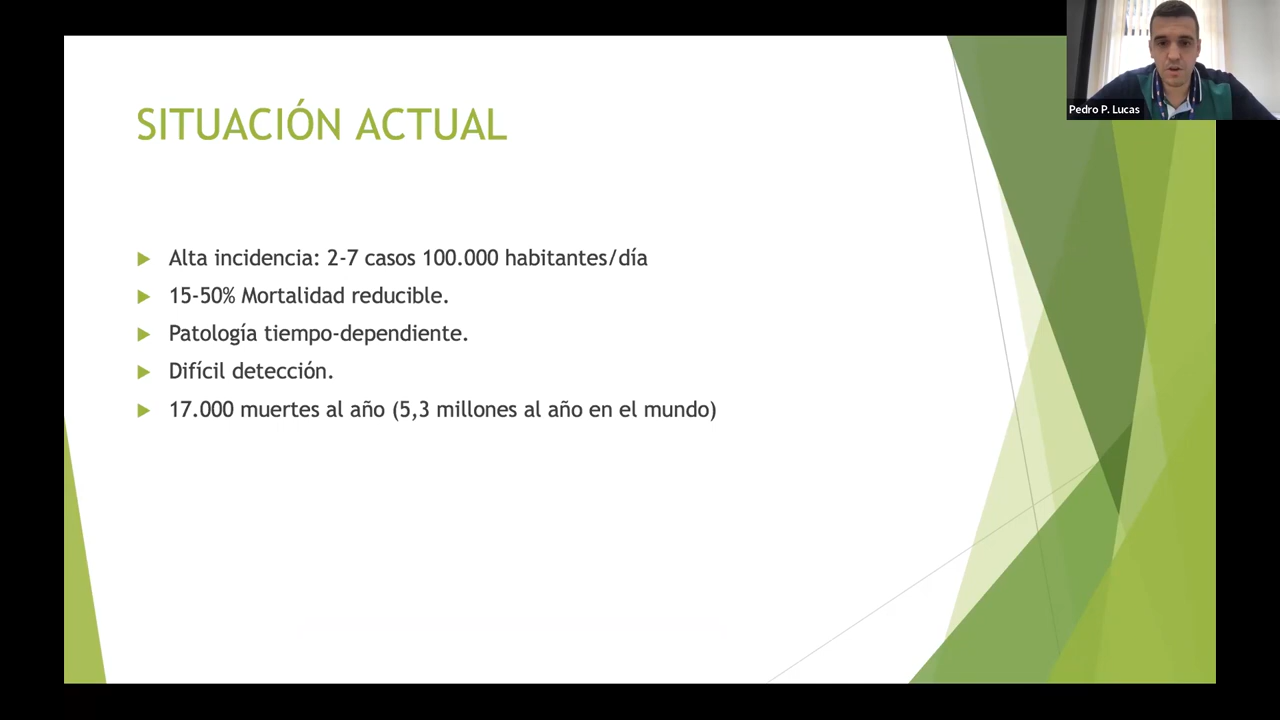 SITUACIÓN ACTUAL
Alta incidencia: 2-7 casos 100.000 habitantes/día
15-50% Mortalidad reducible.
Patología tiempo-dependiente.
Difícil detección.
17.000 muertes al año (5,3 millones al año en el mundo)
Pedro P. Lucas